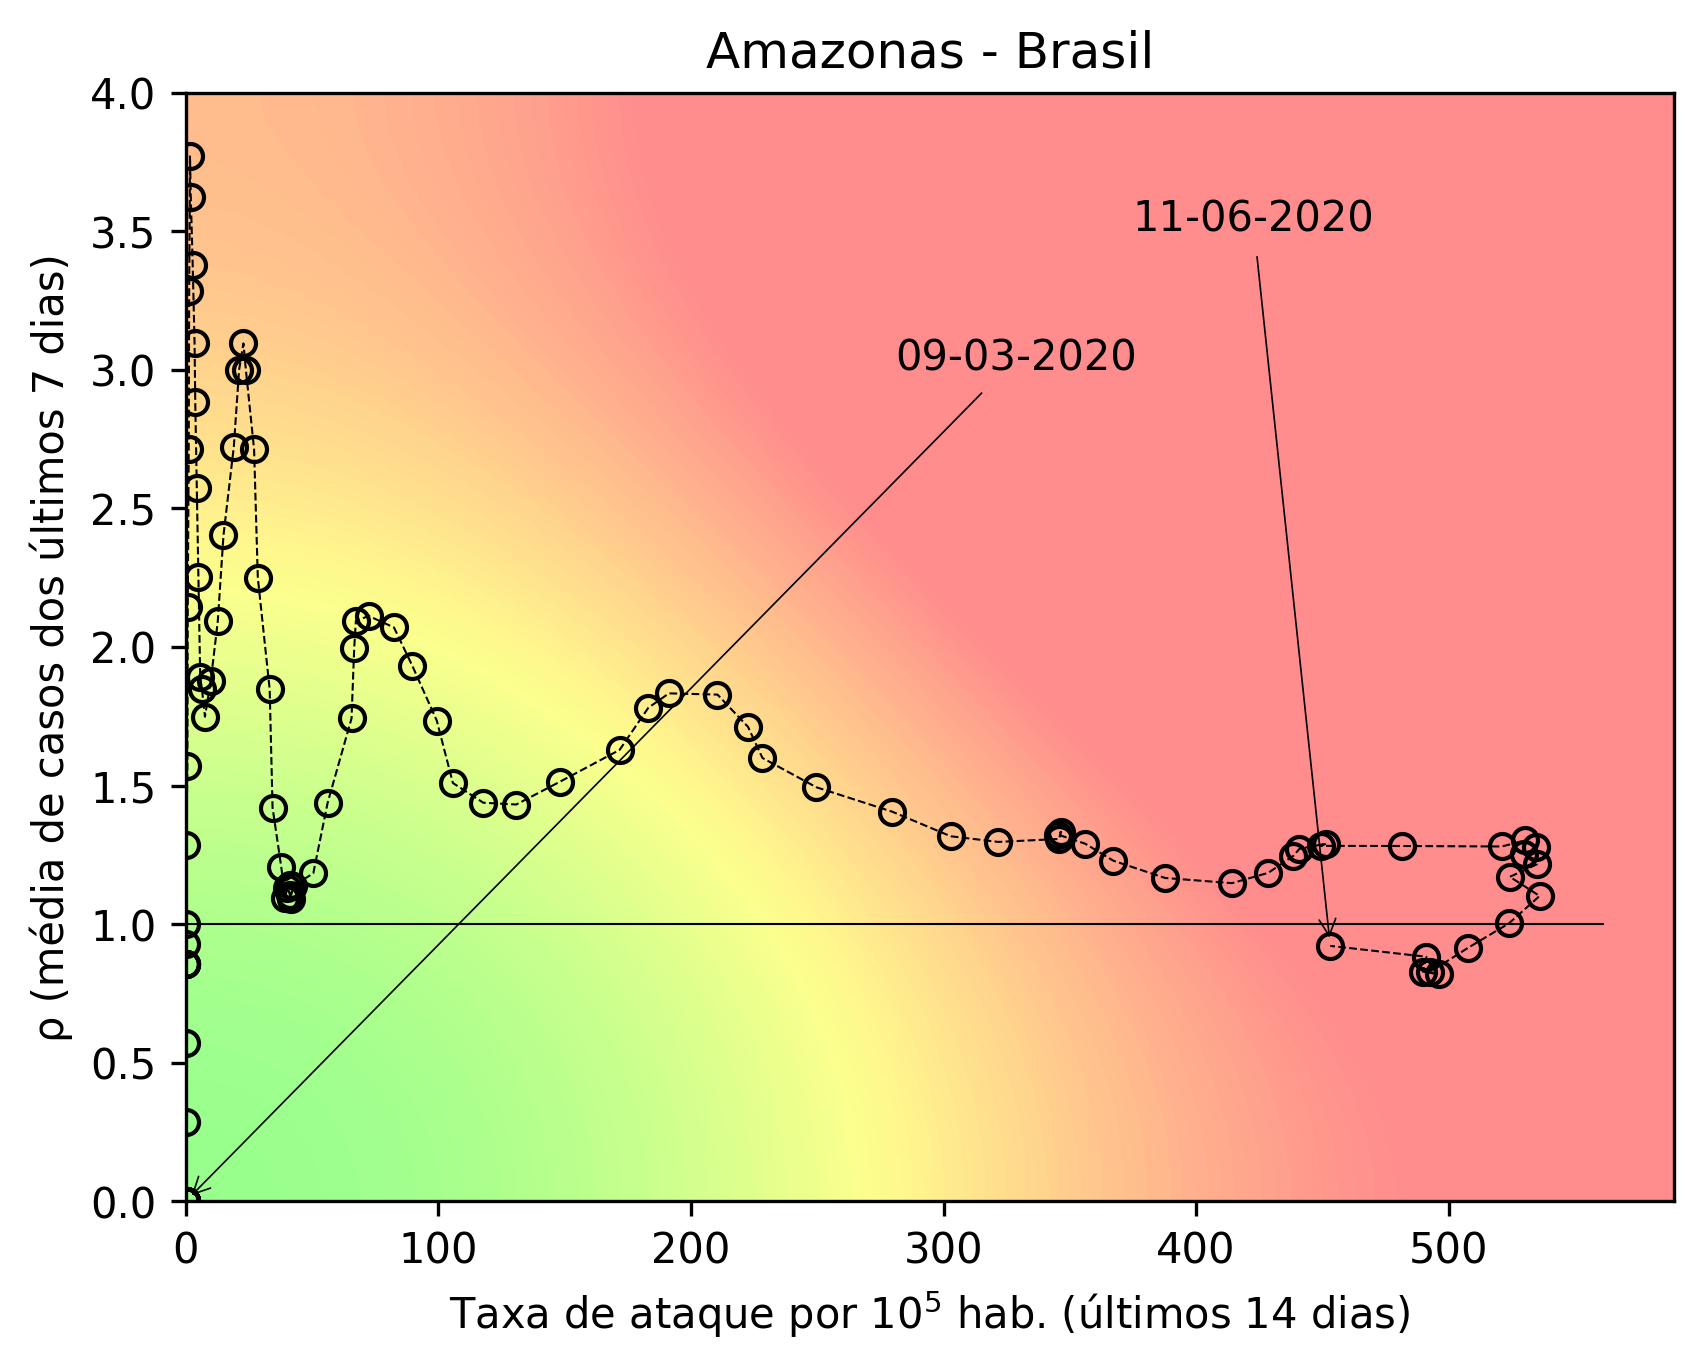 Amazonas - Brasil
4.0
3.5
3.0
2.5
2.0
1.5
1.0
0.5
0.0
ρ (média de casos dos últimos 7 dias)
11-06-2020
09-03-2020
0 100 200 300 400 500
Taxa de ataque por 10⁵ hab. (últimos 14 dias)